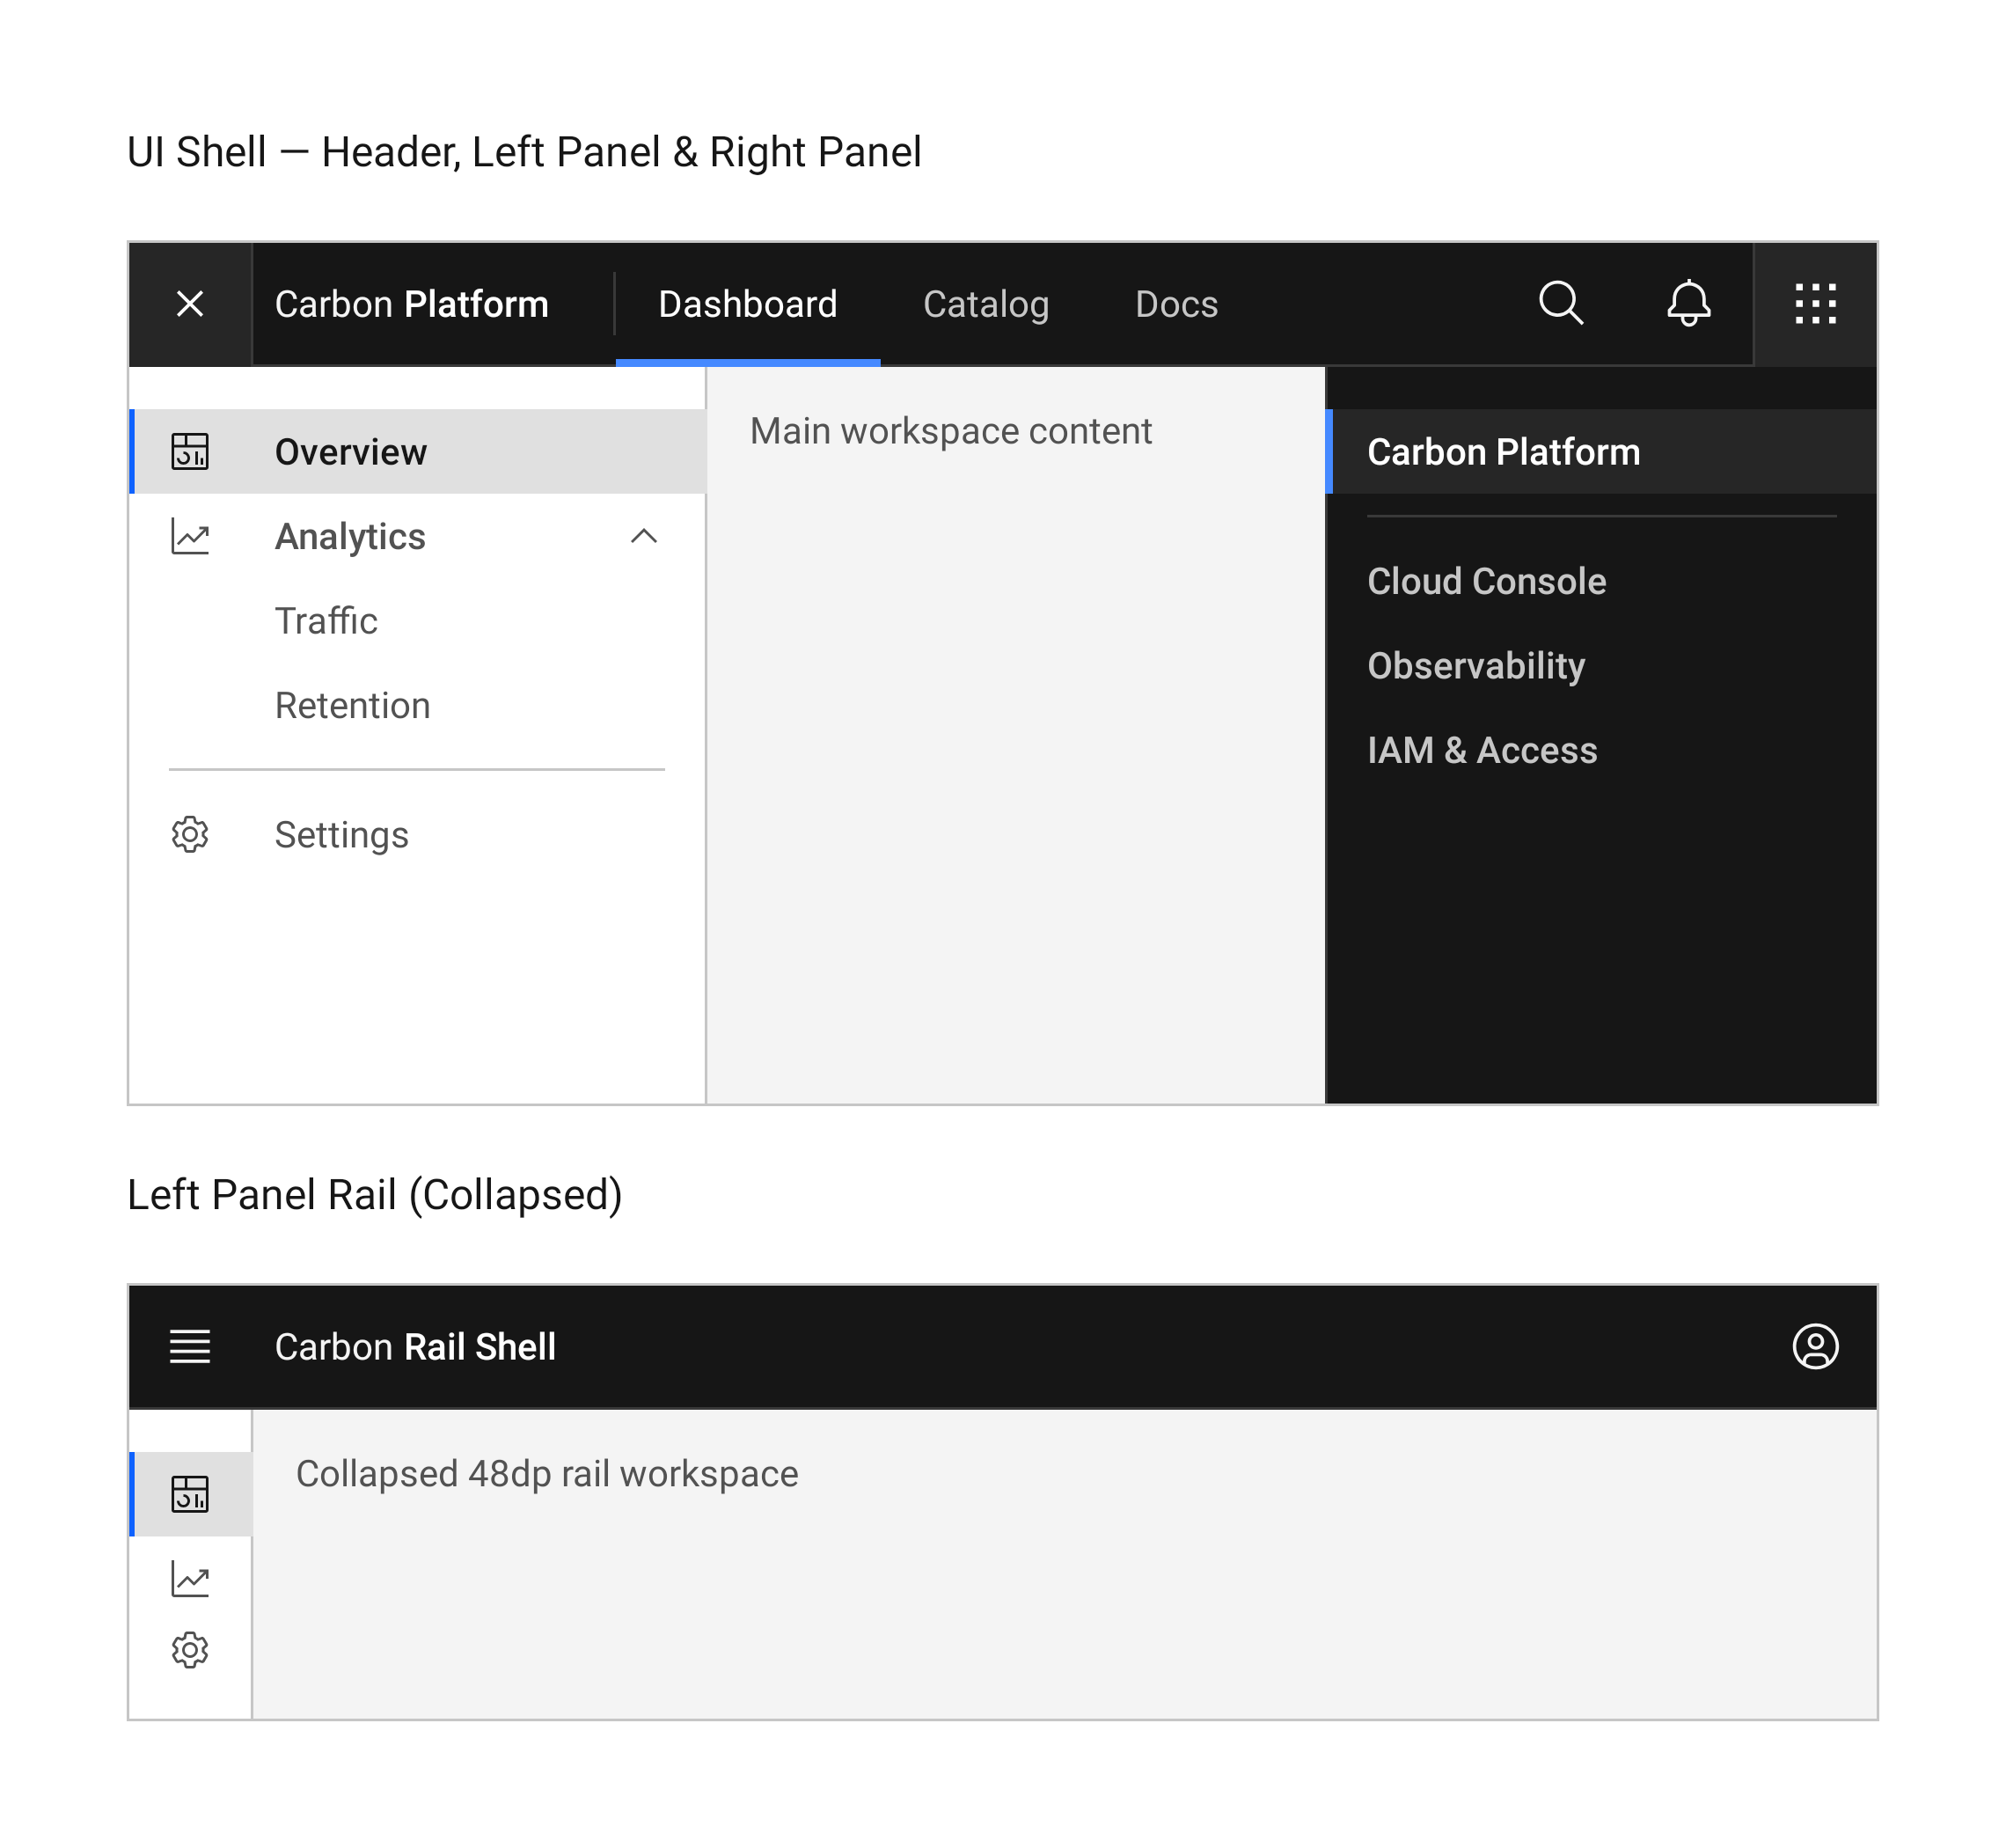 UI Shell — Header, Left Panel & Right Panel
Carbon Platform
Dashboard
Catalog
Docs
Overview
Analytics
Traffic
Retention
Settings
Main workspace content
Carbon Platform
Cloud Console
Observability
IAM & Access
Left Panel Rail (Collapsed)
Carbon Rail Shell
Collapsed 48dp rail workspace